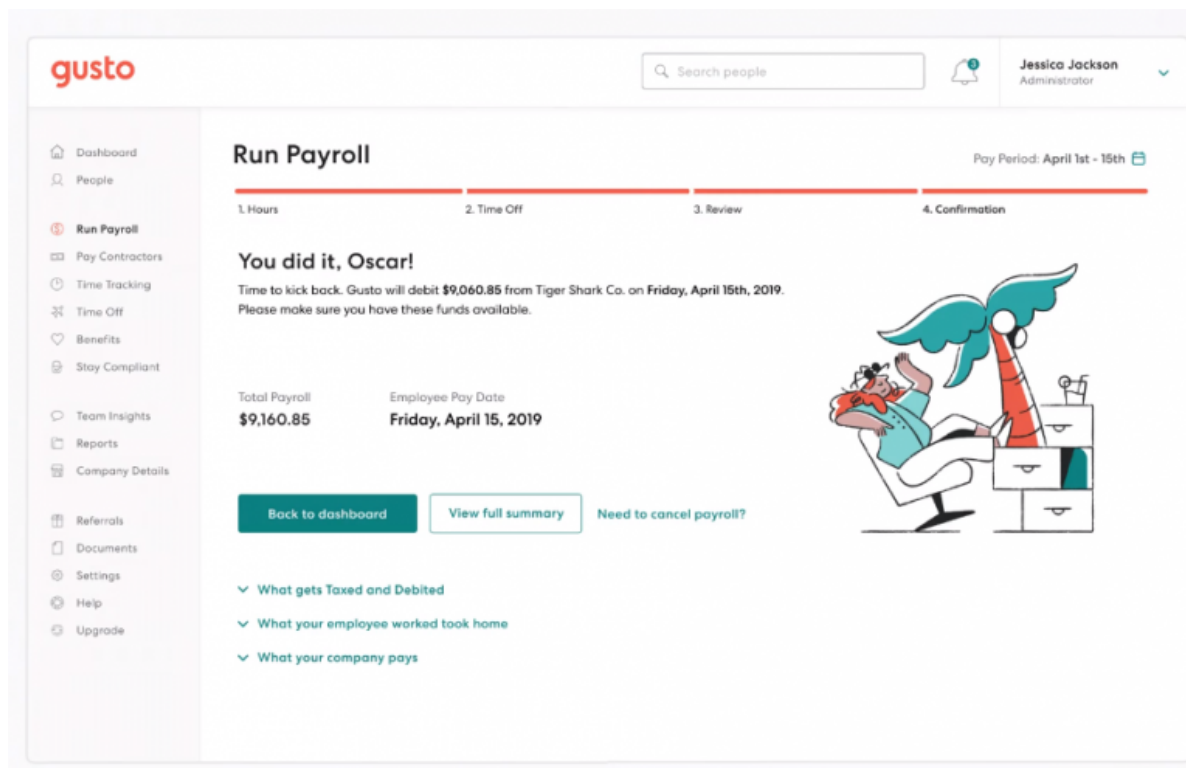 gusto
Search people
3
Jessica Jackson
Administrator
Dashboard
People
Run Payroll
Pay Contractors
Time Tracking
Time Off
Benefits
Stay Compliant
Team Insights
Reports
Company Details
Referrals
Documents
Settings
Help
Upgrade
Run Payroll
Pay Period: April 1st - 15th
1. Hours
2. Time Off
3. Review
4. Confirmation
You did it, Oscar!
Time to kick back. Gusto will debit $9,060.85 from Tiger Shark Co. on Friday, April 15th, 2019.
Please make sure you have these funds available.
Total Payroll
$9,160.85
Employee Pay Date
Friday, April 15, 2019
Back to dashboard
View full summary
Need to cancel payroll?
What gets Taxed and Debited
What your employee worked took home
What your company pays